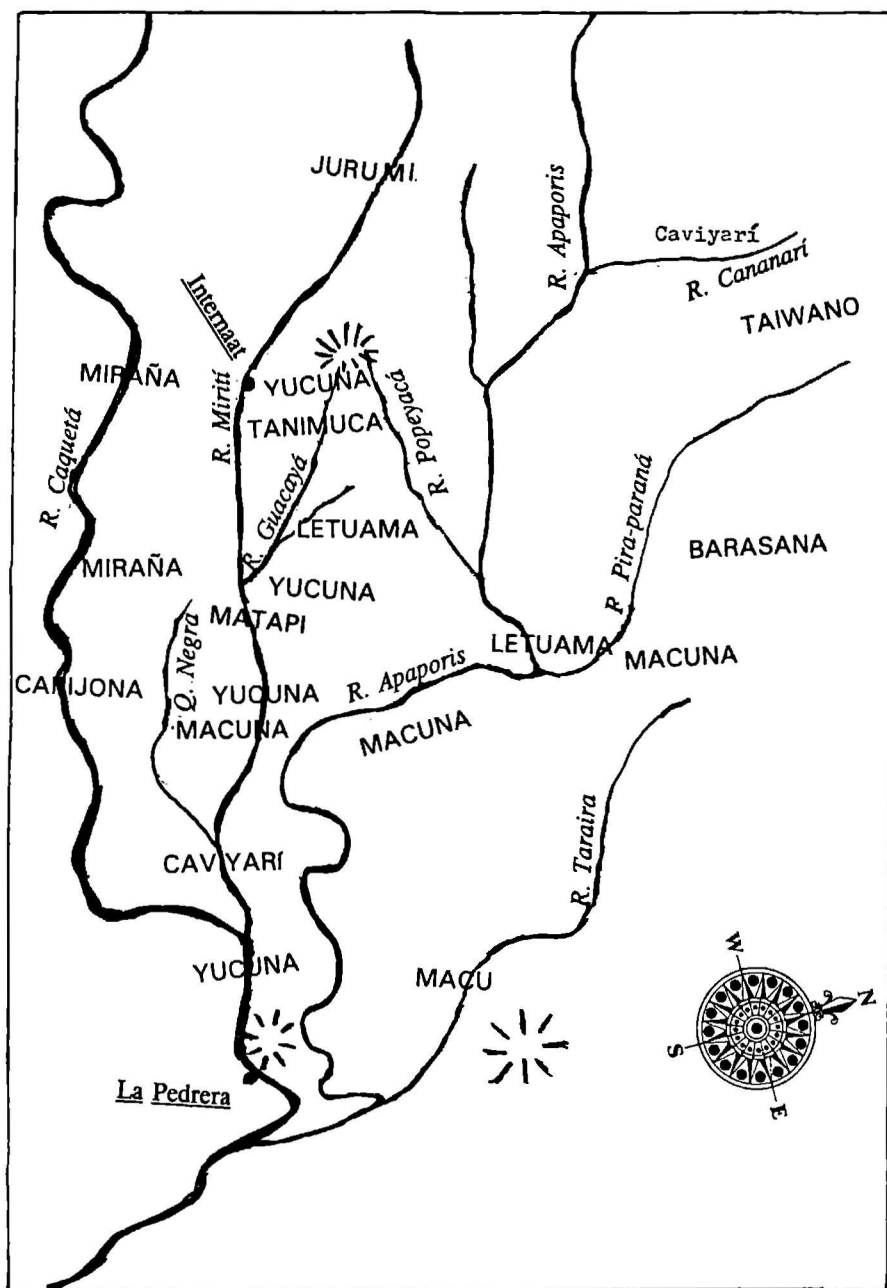 JURUMI.
R. Apaporis
Caviyarí
R. Cananarí
TAIWANO
Internaat
MIRAÑA
R. Mirití
YUCUNA
TANIMUCA
R. Popeyacá
R. Caquetá
R. Guacayá
LETUAMA
R. Pira-paraná
BARASANA
MIRAÑA
YUCUNA
MATAPI
Q. Negra
LETUAMA
MACUNA
CARIJONA
YUCUNA
R. Apaporis
MACUNA
MACUNA
R. Taraira
CAVIYARÍ
YUCUNA
MACU
W
N
S
E
La Pedrera